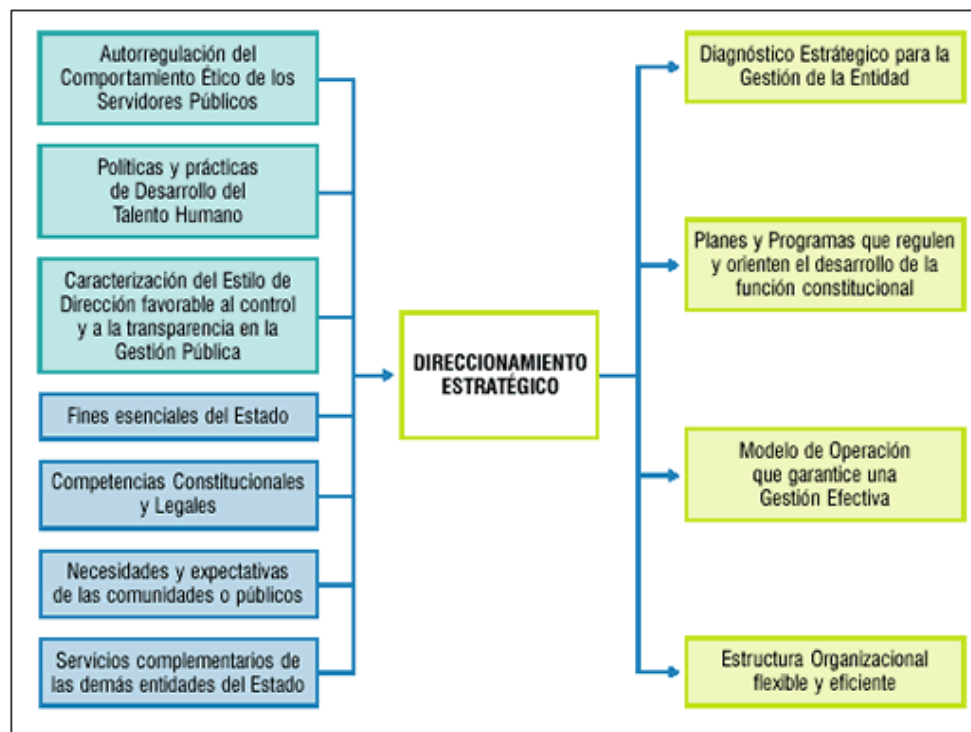 Autorregulación del
Comportamiento Ético de los
Servidores Públicos
Políticas y prácticas
de Desarrollo del
Talento Humano
Caracterización del Estilo de
Dirección favorable al control
y a la transparencia en la
Gestión Pública
Fines esenciales del Estado
Competencias Constitucionales
y Legales
Necesidades y expectativas
de las comunidades o públicos
Servicios complementarios de
las demás entidades del Estado
DIRECCIONAMIENTO
ESTRATÉGICO
Diagnóstico Estrátegico para la
Gestión de la Entidad
Planes y Programas que regulen
y orienten el desarrollo de la
función constitucional
Modelo de Operación
que garantice una
Gestión Efectiva
Estructura Organizacional
flexible y eficiente